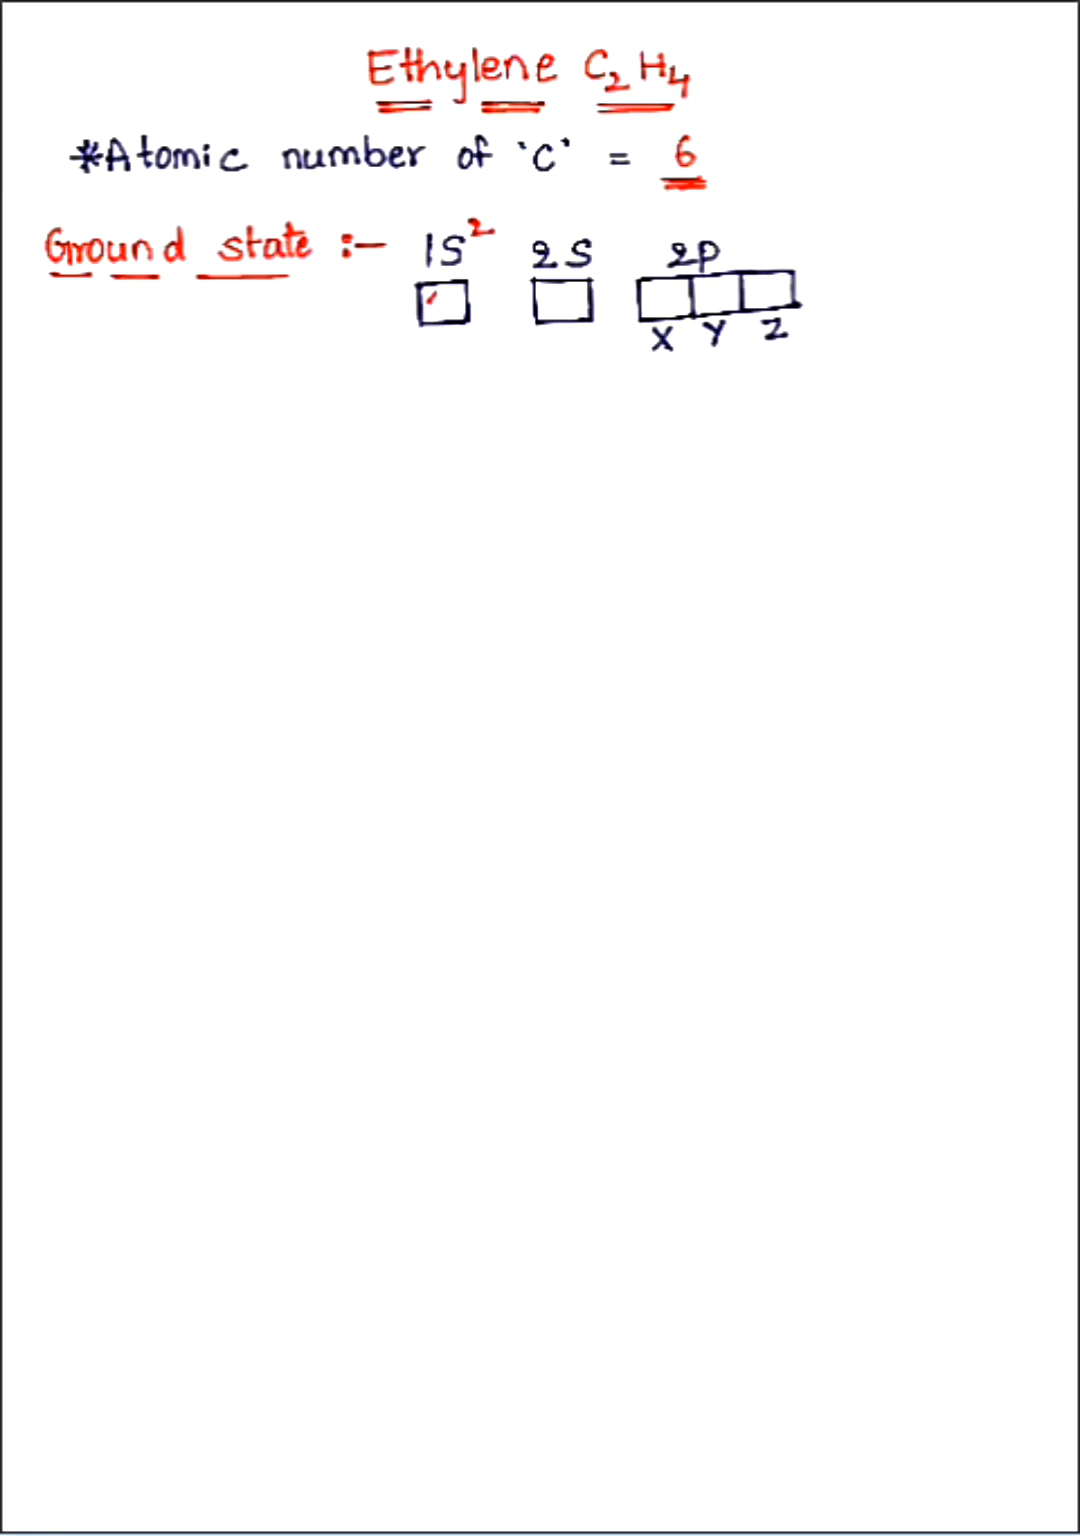 Ethylene C₂H₄
*Atomic number of 'C' = 6
Ground state :- 1S² 2S 2P
X Y Z